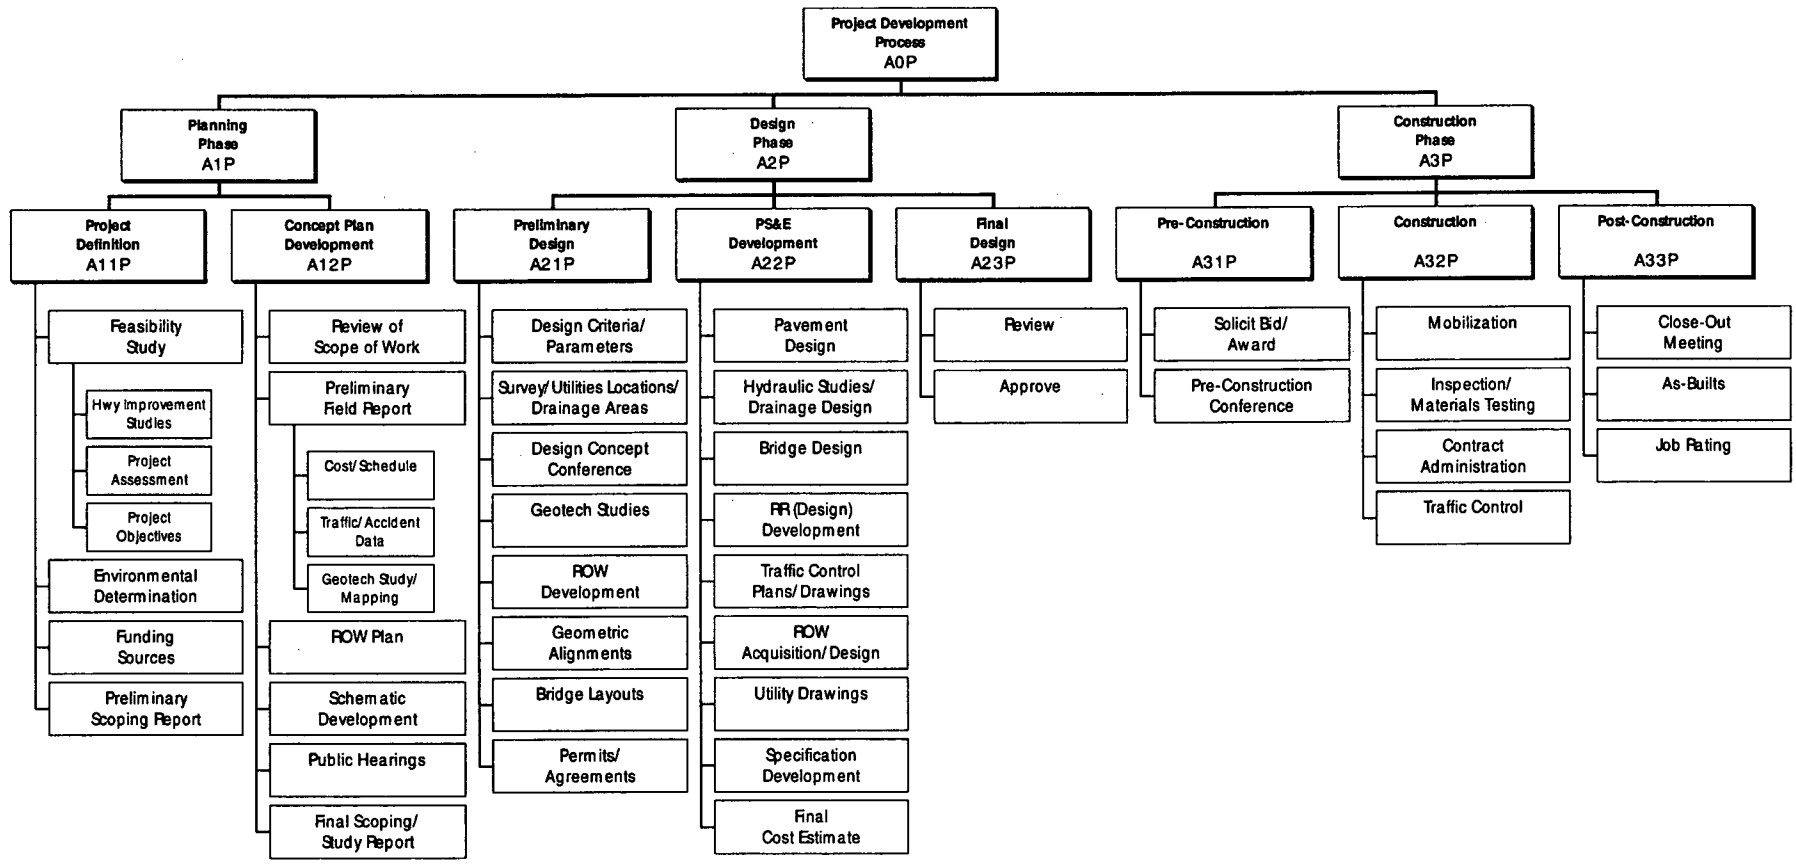 Project Development
Process
A0P
Planning
Phase
A1P
Design
Phase
A2P
Construction
Phase
A3P
Project
Definition
A11P
Concept Plan
Development
A12P
Preliminary
Design
A21P
PS&E
Development
A22P
Final
Design
A23P
Pre-Construction
A31P
Construction
A32P
Post-Construction
A33P
Feasibility
Study
Hwy Improvement
Studies
Project
Assessment
Project
Objectives
Environmental
Determination
Funding
Sources
Preliminary
Scoping Report
Review of
Scope of Work
Preliminary
Field Report
Cost/Schedule
Traffic/Accident
Data
Geotech Study/
Mapping
ROW Plan
Schematic
Development
Public Hearings
Final Scoping/
Study Report
Design Criteria/
Parameters
Survey/Utilities Locations/
Drainage Areas
Design Concept
Conference
Geotech Studies
ROW
Development
Geometric
Alignments
Bridge Layouts
Permits/
Agreements
Pavement
Design
Hydraulic Studies/
Drainage Design
Bridge Design
RR (Design)
Development
Traffic Control
Plans/Drawings
ROW
Acquisition/Design
Utility Drawings
Specification
Development
Final
Cost Estimate
Review
Approve
Solicit Bid/
Award
Pre-Construction
Conference
Mobilization
Inspection/
Materials Testing
Contract
Administration
Traffic Control
Close-Out
Meeting
As-Builts
Job Rating